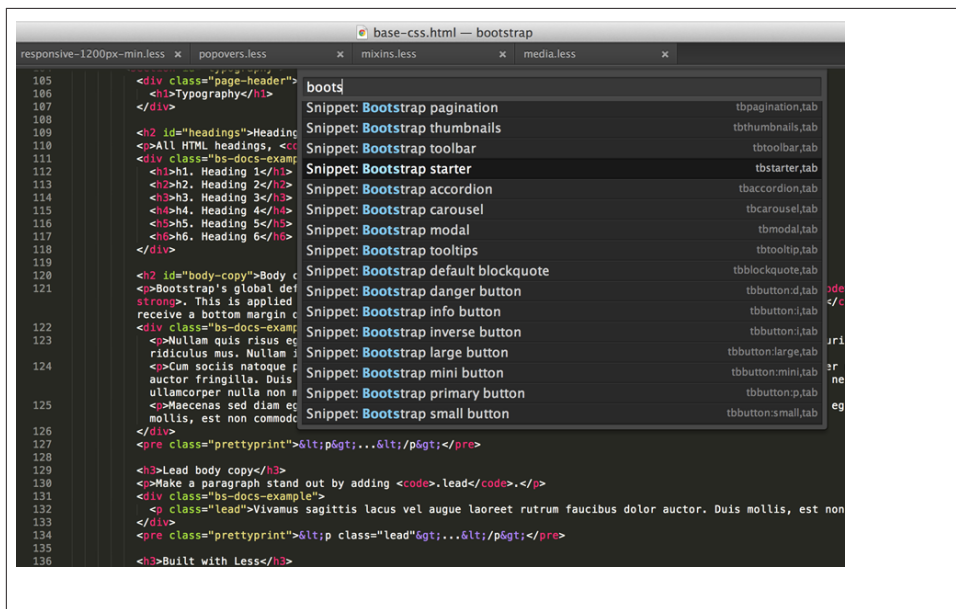 base-css.html — bootstrap
responsive-1200px-min.less × popovers.less × mixins.less × media.less ×
boots
Snippet: Bootstrap pagination tbpagination,tab
Snippet: Bootstrap thumbnails tbthumbnails,tab
Snippet: Bootstrap toolbar tbtoolbar,tab
Snippet: Bootstrap starter tbstarter,tab
Snippet: Bootstrap accordion tbaccordion,tab
Snippet: Bootstrap carousel tbcarousel,tab
Snippet: Bootstrap modal tbmodal,tab
Snippet: Bootstrap tooltips tbtooltip,tab
Snippet: Bootstrap default blockquote tbblockquote,tab
Snippet: Bootstrap danger button tbbutton:d,tab
Snippet: Bootstrap info button tbbutton:i,tab
Snippet: Bootstrap inverse button tbbutton:i,tab
Snippet: Bootstrap large button tbbutton:large,tab
Snippet: Bootstrap mini button tbbutton:mini,tab
Snippet: Bootstrap primary button tbbutton:p,tab
Snippet: Bootstrap small button tbbutton:small,tab
105 <div class="page-header">
106 <h1>Typography</h1>
107 </div>
108
109 <h2 id="headings">Heading
110 <p>All HTML headings, <co
111 <div class="bs-docs-examp
112 <h1>h1. Heading 1</h1>
113 <h2>h2. Heading 2</h2>
114 <h3>h3. Heading 3</h3>
115 <h4>h4. Heading 4</h4>
116 <h5>h5. Heading 5</h5>
117 <h6>h6. Heading 6</h6>
118 </div>
119
120 <h2 id="body-copy">Body c
121 <p>Bootstrap's global def
strong>. This is applied
receive a bottom margin
122 <div class="bs-docs-examp
123 <p>Nullam quis risus eg
ridiculus mus. Nullam i
124 <p>Cum sociis natoque p
auctor fringilla. Duis ne
ullamcorper nulla non m
125 <p>Maecenas sed diam eg eg
mollis, est non commodo
126 </div>
127 <pre class="prettyprint">&lt;p&gt;...&lt;/p&gt;</pre>
128
129 <h3>Lead body copy</h3>
130 <p>Make a paragraph stand out by adding <code>.lead</code>.</p>
131 <div class="bs-docs-example">
132 <p class="lead">Vivamus sagittis lacus vel augue laoreet rutrum faucibus dolor auctor. Duis mollis, est non
133 </div>
134 <pre class="prettyprint">&lt;p class="lead"&gt;...&lt;/p&gt;</pre>
135
136 <h3>Built with Less</h3>